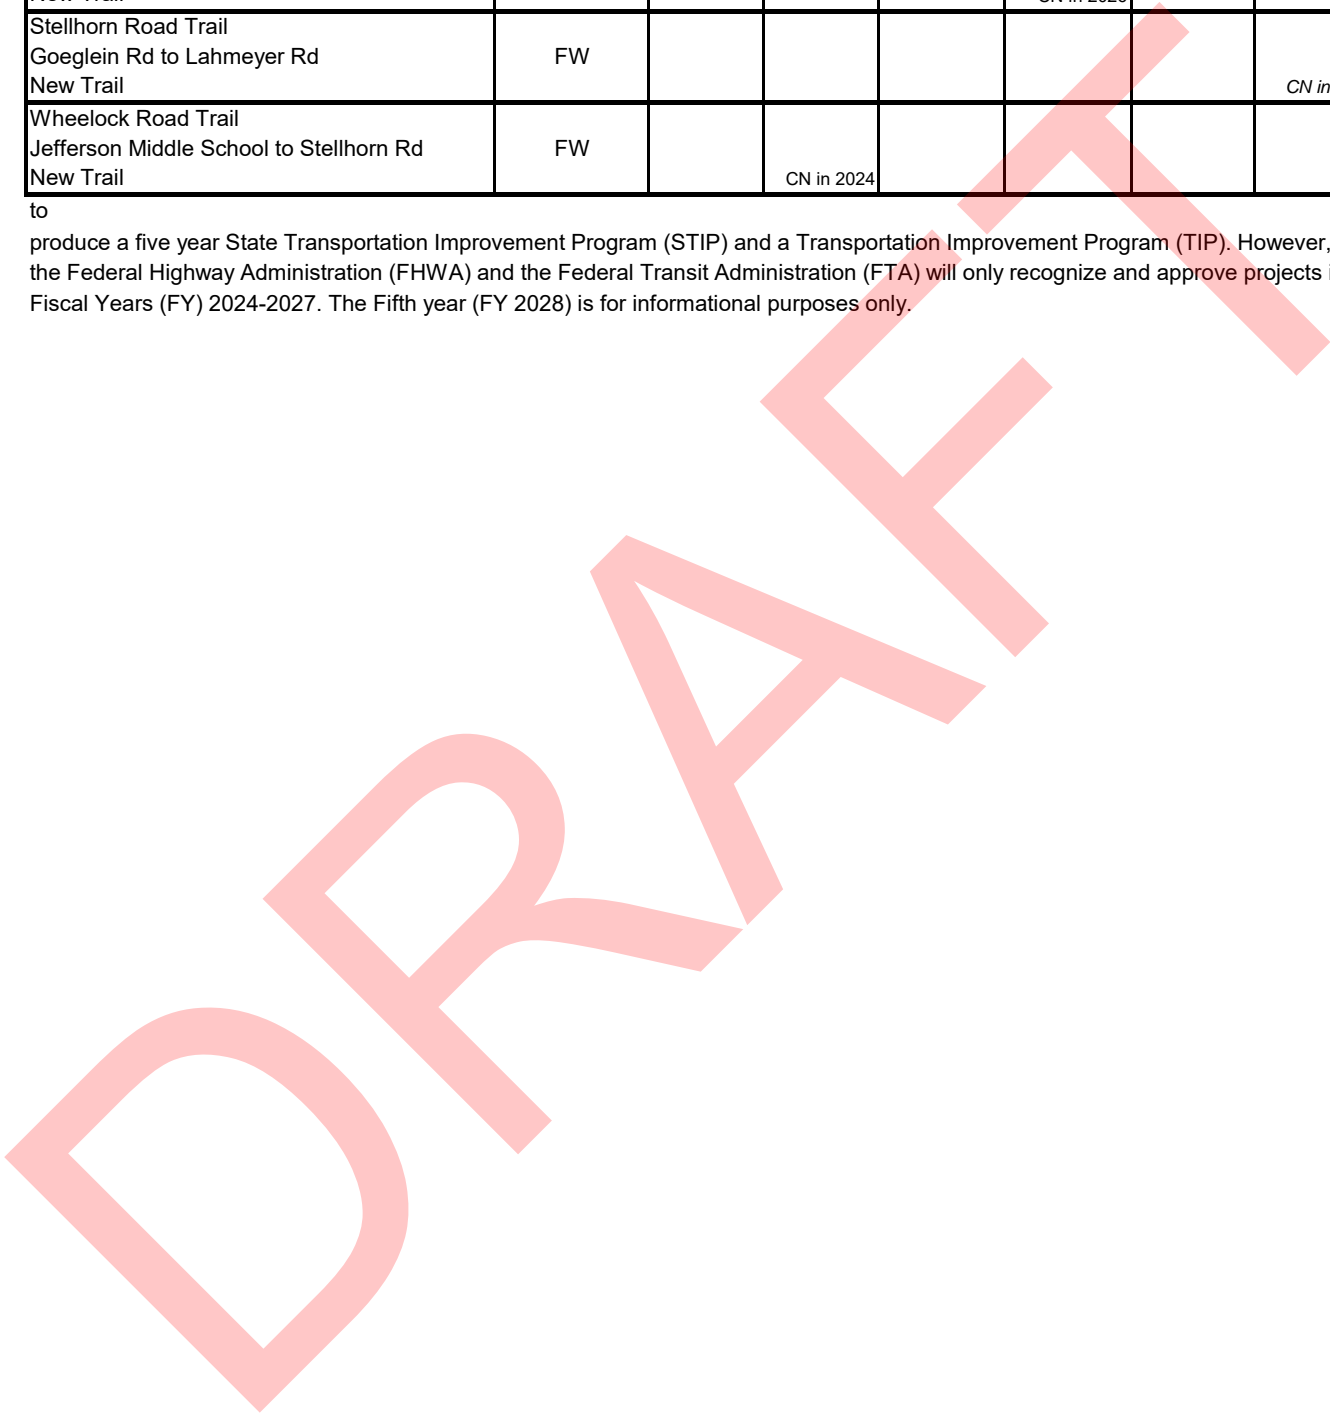 Stellhorn Road Trail
Goeglein Rd to Lahmeyer Rd FW
New Trail CN in
Wheelock Road Trail
Jefferson Middle School to Stellhorn Rd FW
New Trail CN in 2024
to
produce a five year State Transportation Improvement Program (STIP) and a Transportation Improvement Program (TIP). However,
the Federal Highway Administration (FHWA) and the Federal Transit Administration (FTA) will only recognize and approve projects
Fiscal Years (FY) 2024-2027. The Fifth year (FY 2028) is for informational purposes only.
DRAFT